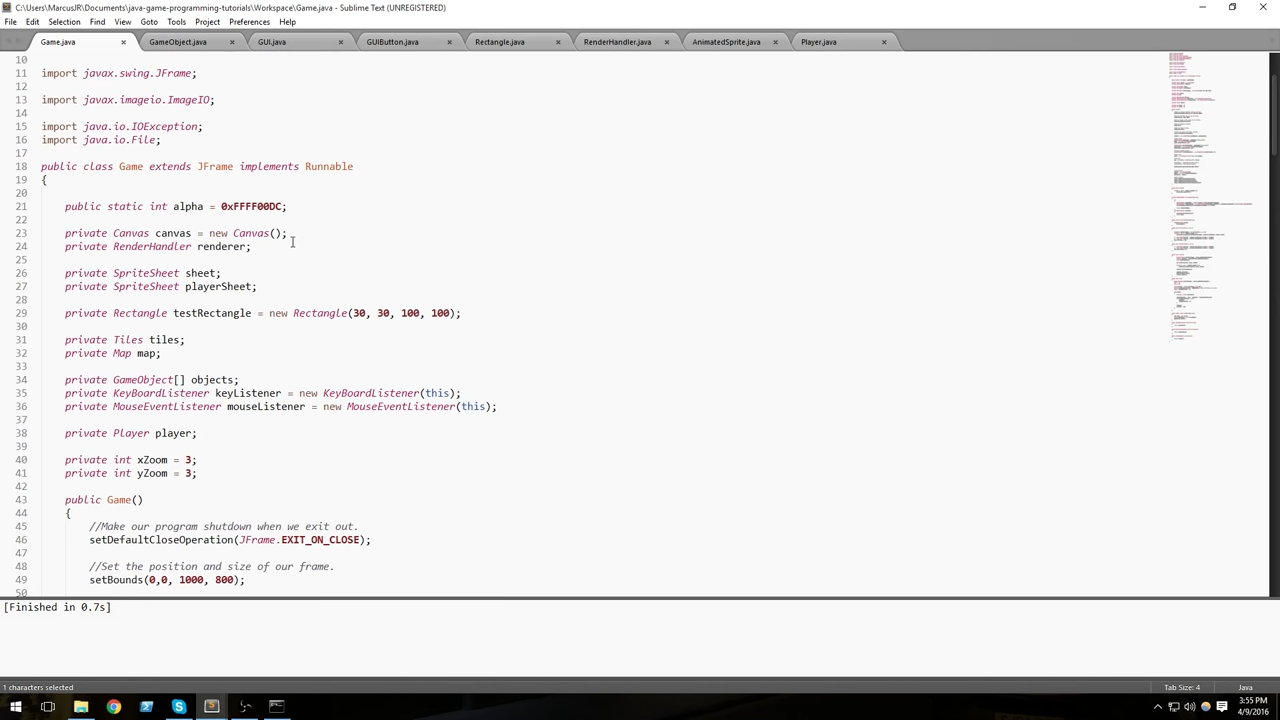 C:\Users\MarcusJR\Documents\java-game-programming-tutorials\Workspace\Game.java - Sublime Text (UNREGISTERED)
File Edit Selection Find View Goto Tools Project Preferences Help
Game.java × GameObject.java × GUI.java × GUIButton.java × Rectangle.java × RenderHandler.java × AnimatedSprite.java × Player.java ×
10
11 import javax.swing.JFrame;
12
13 import javax.imageio.ImageIO;
14
15 import java.io.IOException;
16 import java.io.File;
17
18 public class Game extends JFrame implements Runnable
19 {
20
21 public static int alpha = 0xFFFF00DC;
22
23 private Canvas canvas = new Canvas();
24 private RenderHandler renderer;
25
26 private SpriteSheet sheet;
27 private SpriteSheet playerSheet;
28
29 private Rectangle testRectangle = new Rectangle(30, 30, 100, 100);
30
31 private Tiles tiles;
32 private Map map;
33
34 private GameObject[] objects;
35 private KeyBoardListener keyListener = new KeyBoardListener(this);
36 private MouseEventListener mouseListener = new MouseEventListener(this);
37
38 private Player player;
39
40 private int xZoom = 3;
41 private int yZoom = 3;
42
43 public Game()
44 {
45 //Make our program shutdown when we exit out.
46 setDefaultCloseOperation(JFrame.EXIT_ON_CLOSE);
47
48 //Set the position and size of our frame.
49 setBounds(0,0, 1000, 800);
50
[Finished in 0.7s]
1 characters selected Tab Size: 4 Java
3:55 PM
4/9/2016